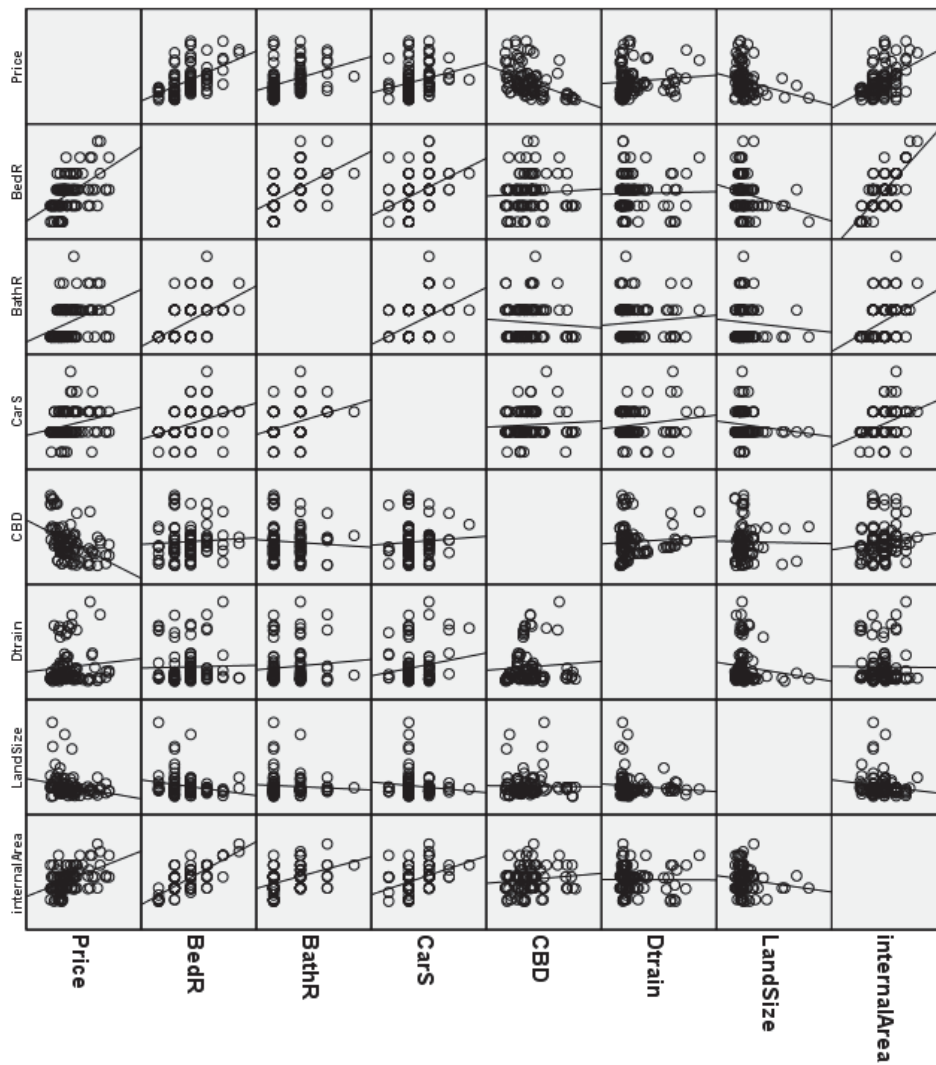 Price
BedR
BathR
CarS
CBD
Dtrain
LandSize
internalArea
Price
BedR
BathR
CarS
CBD
Dtrain
LandSize
internalArea